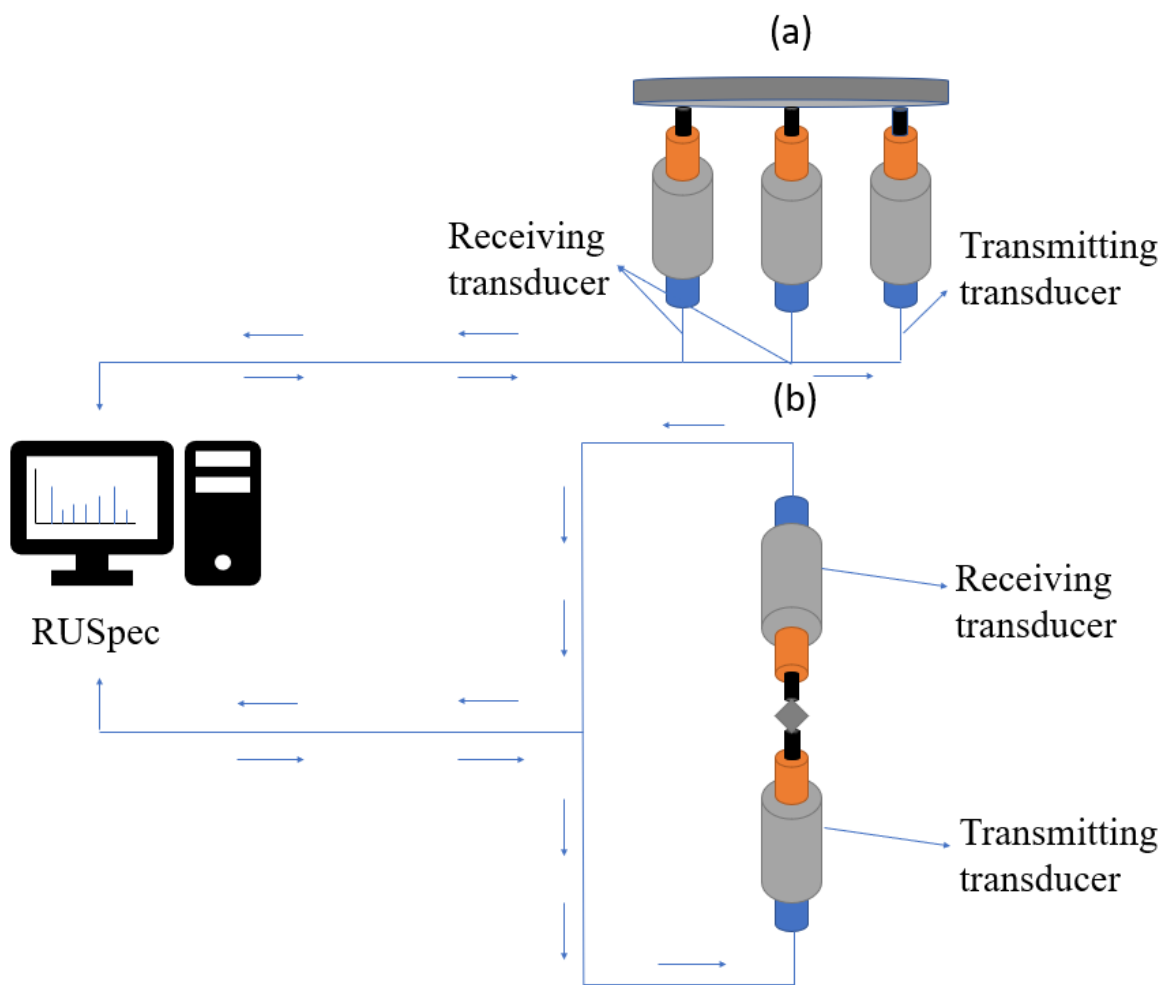 (a)
Receiving
transducer
Transmitting
transducer
(b)
RUSpec
Receiving
transducer
Transmitting
transducer